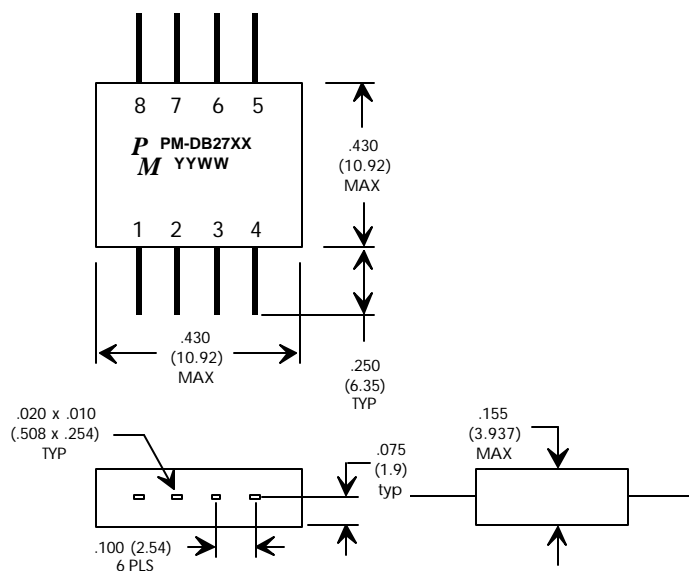 8 7 6 5
P PM-DB27XX
M YYWW
1 2 3 4
.430
(10.92)
MAX
.430
(10.92)
MAX
.250
(6.35)
TYP
.020 x .010
(.508 x .254)
TYP
.075
(1.9)
typ
.155
(3.937)
MAX
.100 (2.54)
6 PLS